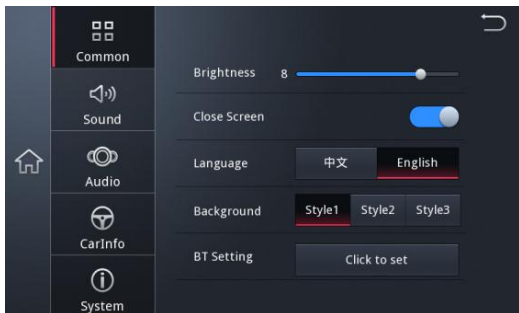 Common
Sound
Audio
CarInfo
System
Brightness 8
Close Screen
Language 中文 English
Background Style1 Style2 Style3
BT Setting Click to set